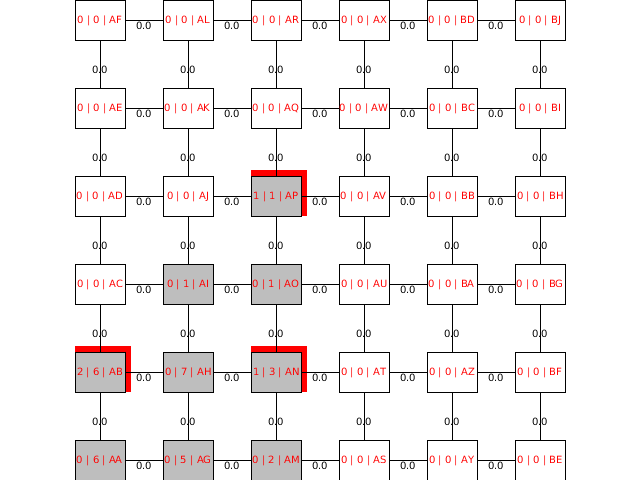 0 | 0 | AF 0.0 0 | 0 | AL 0.0 0 | 0 | AR 0.0 0 | 0 | AX 0.0 0 | 0 | BD 0.0 0 | 0 | BJ
0.0 0.0 0.0 0.0 0.0 0.0
0 | 0 | AE 0.0 0 | 0 | AK 0.0 0 | 0 | AQ 0.0 0 | 0 | AW 0.0 0 | 0 | BC 0.0 0 | 0 | BI
0.0 0.0 0.0 0.0 0.0 0.0
0 | 0 | AD 0.0 0 | 0 | AJ 0.0 1 | 1 | AP 0.0 0 | 0 | AV 0.0 0 | 0 | BB 0.0 0 | 0 | BH
0.0 0.0 0.0 0.0 0.0 0.0
0 | 0 | AC 0.0 0 | 1 | AI 0.0 0 | 1 | AO 0.0 0 | 0 | AU 0.0 0 | 0 | BA 0.0 0 | 0 | BG
0.0 0.0 0.0 0.0 0.0 0.0
2 | 6 | AB 0.0 0 | 7 | AH 0.0 1 | 3 | AN 0.0 0 | 0 | AT 0.0 0 | 0 | AZ 0.0 0 | 0 | BF
0.0 0.0 0.0 0.0 0.0 0.0
0 | 6 | AA 0.0 0 | 5 | AG 0.0 0 | 2 | AM 0.0 0 | 0 | AS 0.0 0 | 0 | AY 0.0 0 | 0 | BE